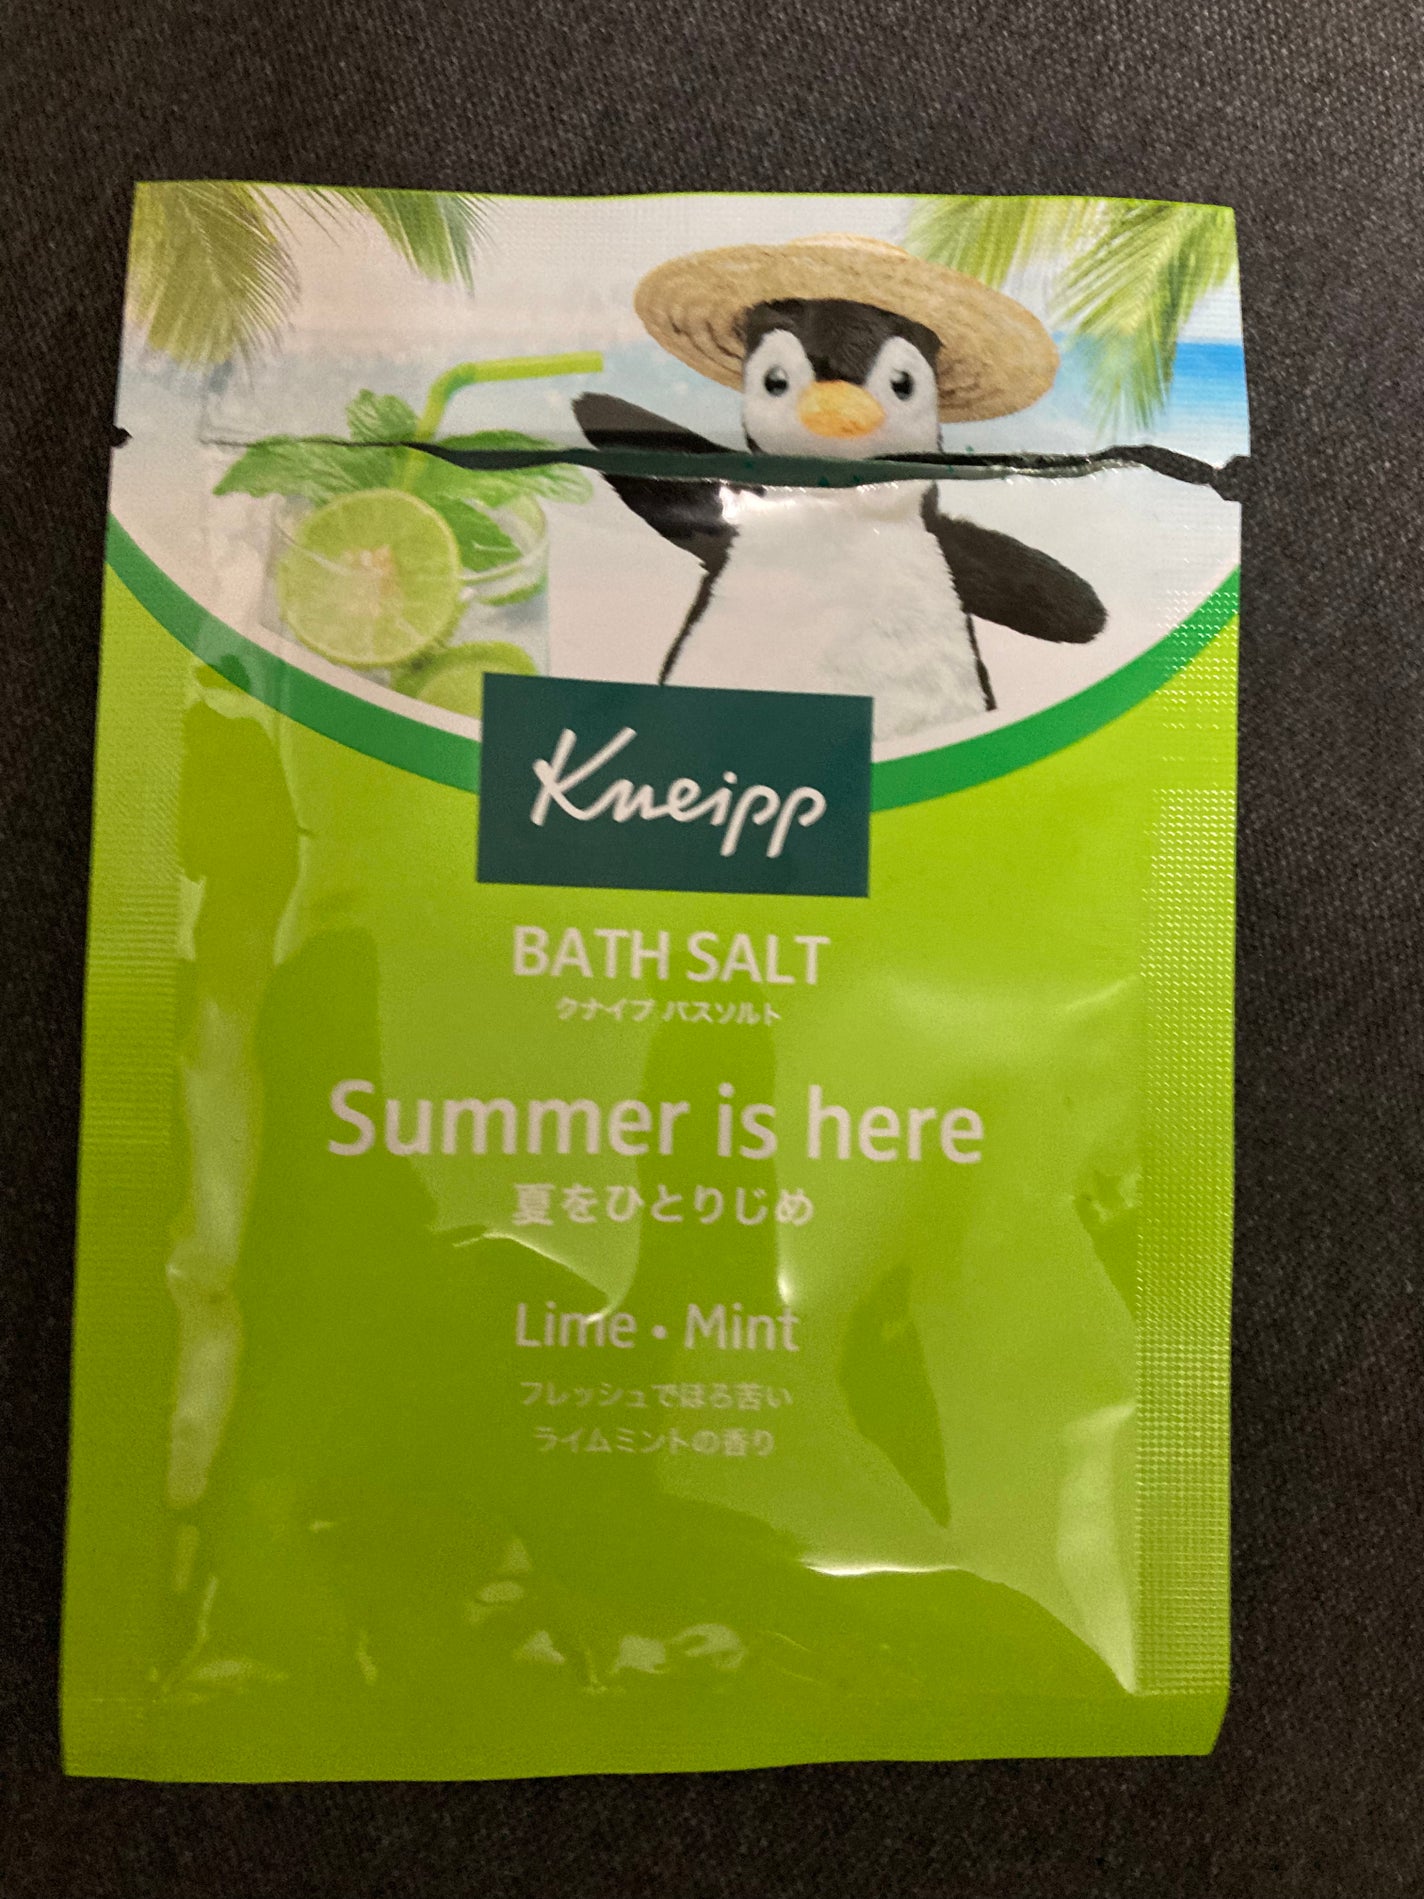 Kneipp
BATH SALT
クナイプ バスソルト
Summer is here
夏をひとりじめ
Lime・Mint
フレッシュでほろ苦い
ライムミントの香り